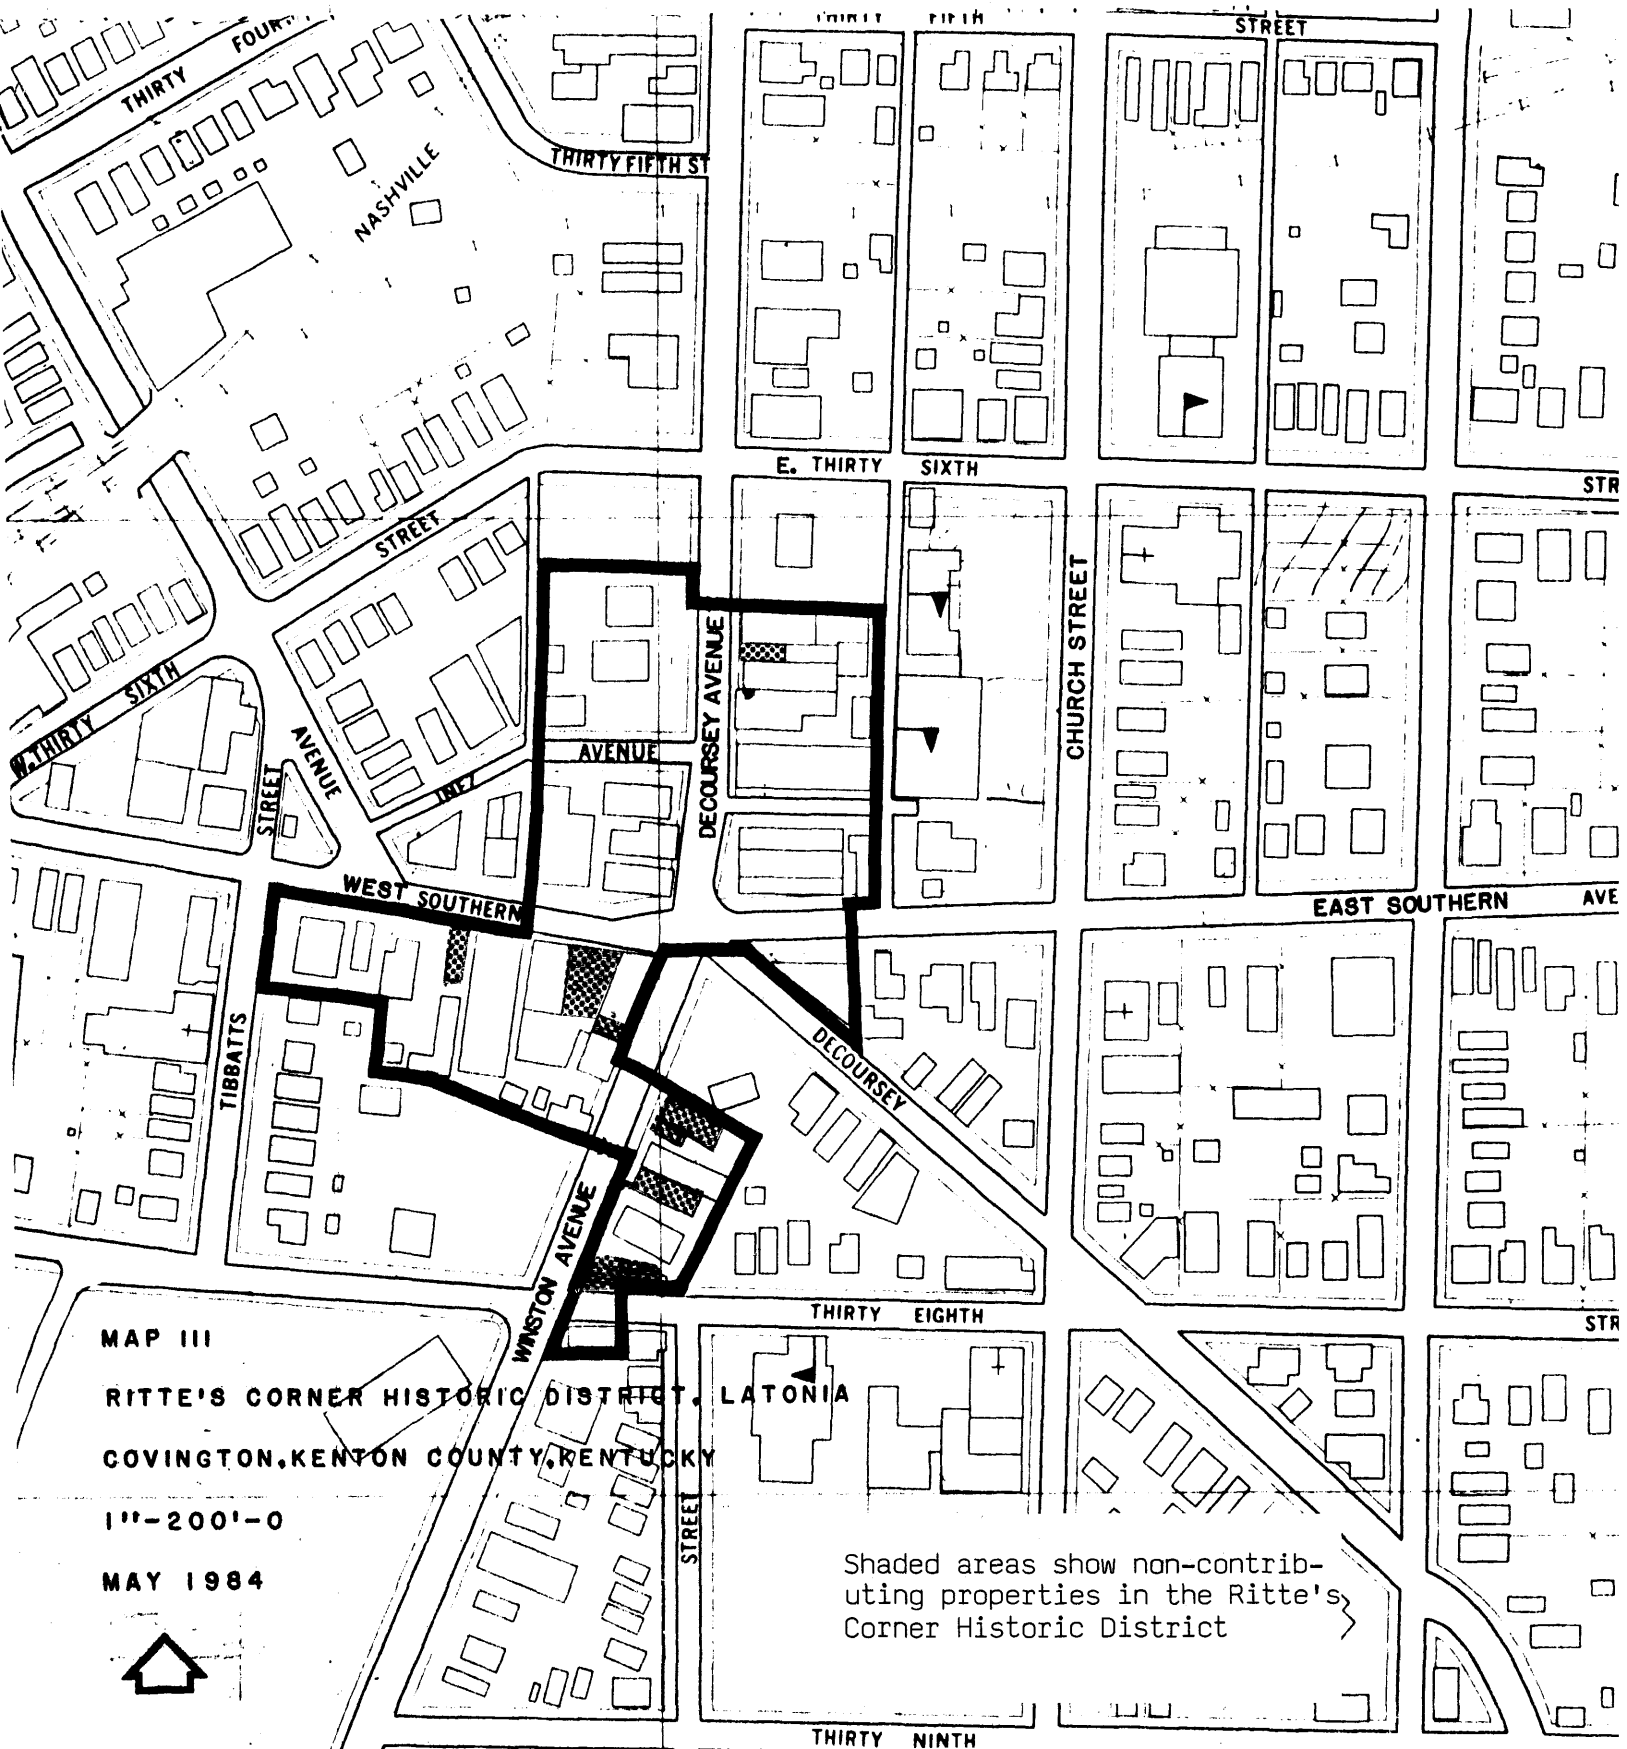 THIRTY FIFTH STREET
THIRTY FOURTH
THIRTY FIFTH ST
NASHVILLE
E. THIRTY SIXTH STR
STREET
W. THIRTY SIXTH
STREET
AVENUE
INEZ AVENUE
DECOURSEY AVENUE
CHURCH STREET
WEST SOUTHERN
EAST SOUTHERN AVE
TIBBATTS
DECOURSEY
WINSTON AVENUE
THIRTY EIGHTH STR
STREET
MAP III
RITTE'S CORNER HISTORIC DISTRICT, LATONIA
COVINGTON, KENTON COUNTY, KENTUCKY
1"-200'-0
MAY 1984
Shaded areas show non-contrib-
uting properties in the Ritte's
Corner Historic District
THIRTY NINTH